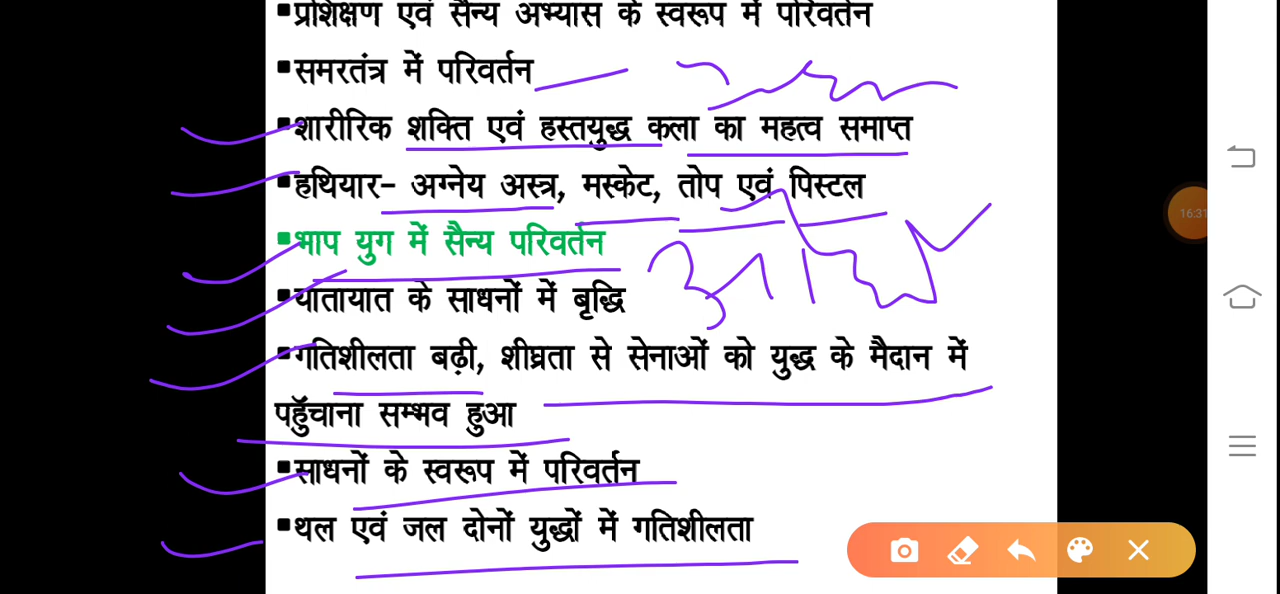 ▪प्रशिक्षण एवं सैन्य अभ्यास के स्वरूप में परिवर्तन
▪समरतंत्र में परिवर्तन
▪शारीरिक शक्ति एवं हस्तयुद्ध कला का महत्व समाप्त
▪हथियार- अग्नेय अस्त्र, मस्केट, तोप एवं पिस्टल
▪भाप युग में सैन्य परिवर्तन
▪यातायात के साधनों में बृद्धि
▪गतिशीलता बढ़ी, शीघ्रता से सेनाओं को युद्ध के मैदान में
पहुॅचाना सम्भव हुआ
▪साधनों के स्वरूप में परिवर्तन
▪थल एवं जल दोनों युद्धों में गतिशीलता
16:31